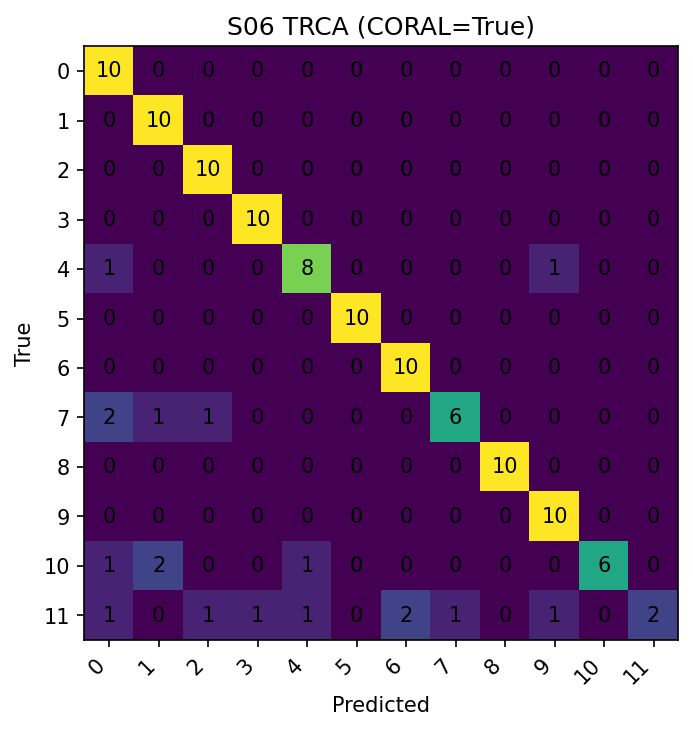 S06 TRCA (CORAL=True)
0 10 0 0 0 0 0 0 0 0 0 0 0
1 0 10 0 0 0 0 0 0 0 0 0 0
2 0 0 10 0 0 0 0 0 0 0 0 0
3 0 0 0 10 0 0 0 0 0 0 0 0
4 1 0 0 0 8 0 0 0 0 1 0 0
5 0 0 0 0 0 10 0 0 0 0 0 0
6 0 0 0 0 0 0 10 0 0 0 0 0
7 2 1 1 0 0 0 0 6 0 0 0 0
8 0 0 0 0 0 0 0 0 10 0 0 0
9 0 0 0 0 0 0 0 0 0 10 0 0
10 1 2 0 0 1 0 0 0 0 0 6 0
11 1 0 1 1 1 0 2 1 0 1 0 2
0 1 2 3 4 5 6 7 8 9 10 11
True
Predicted